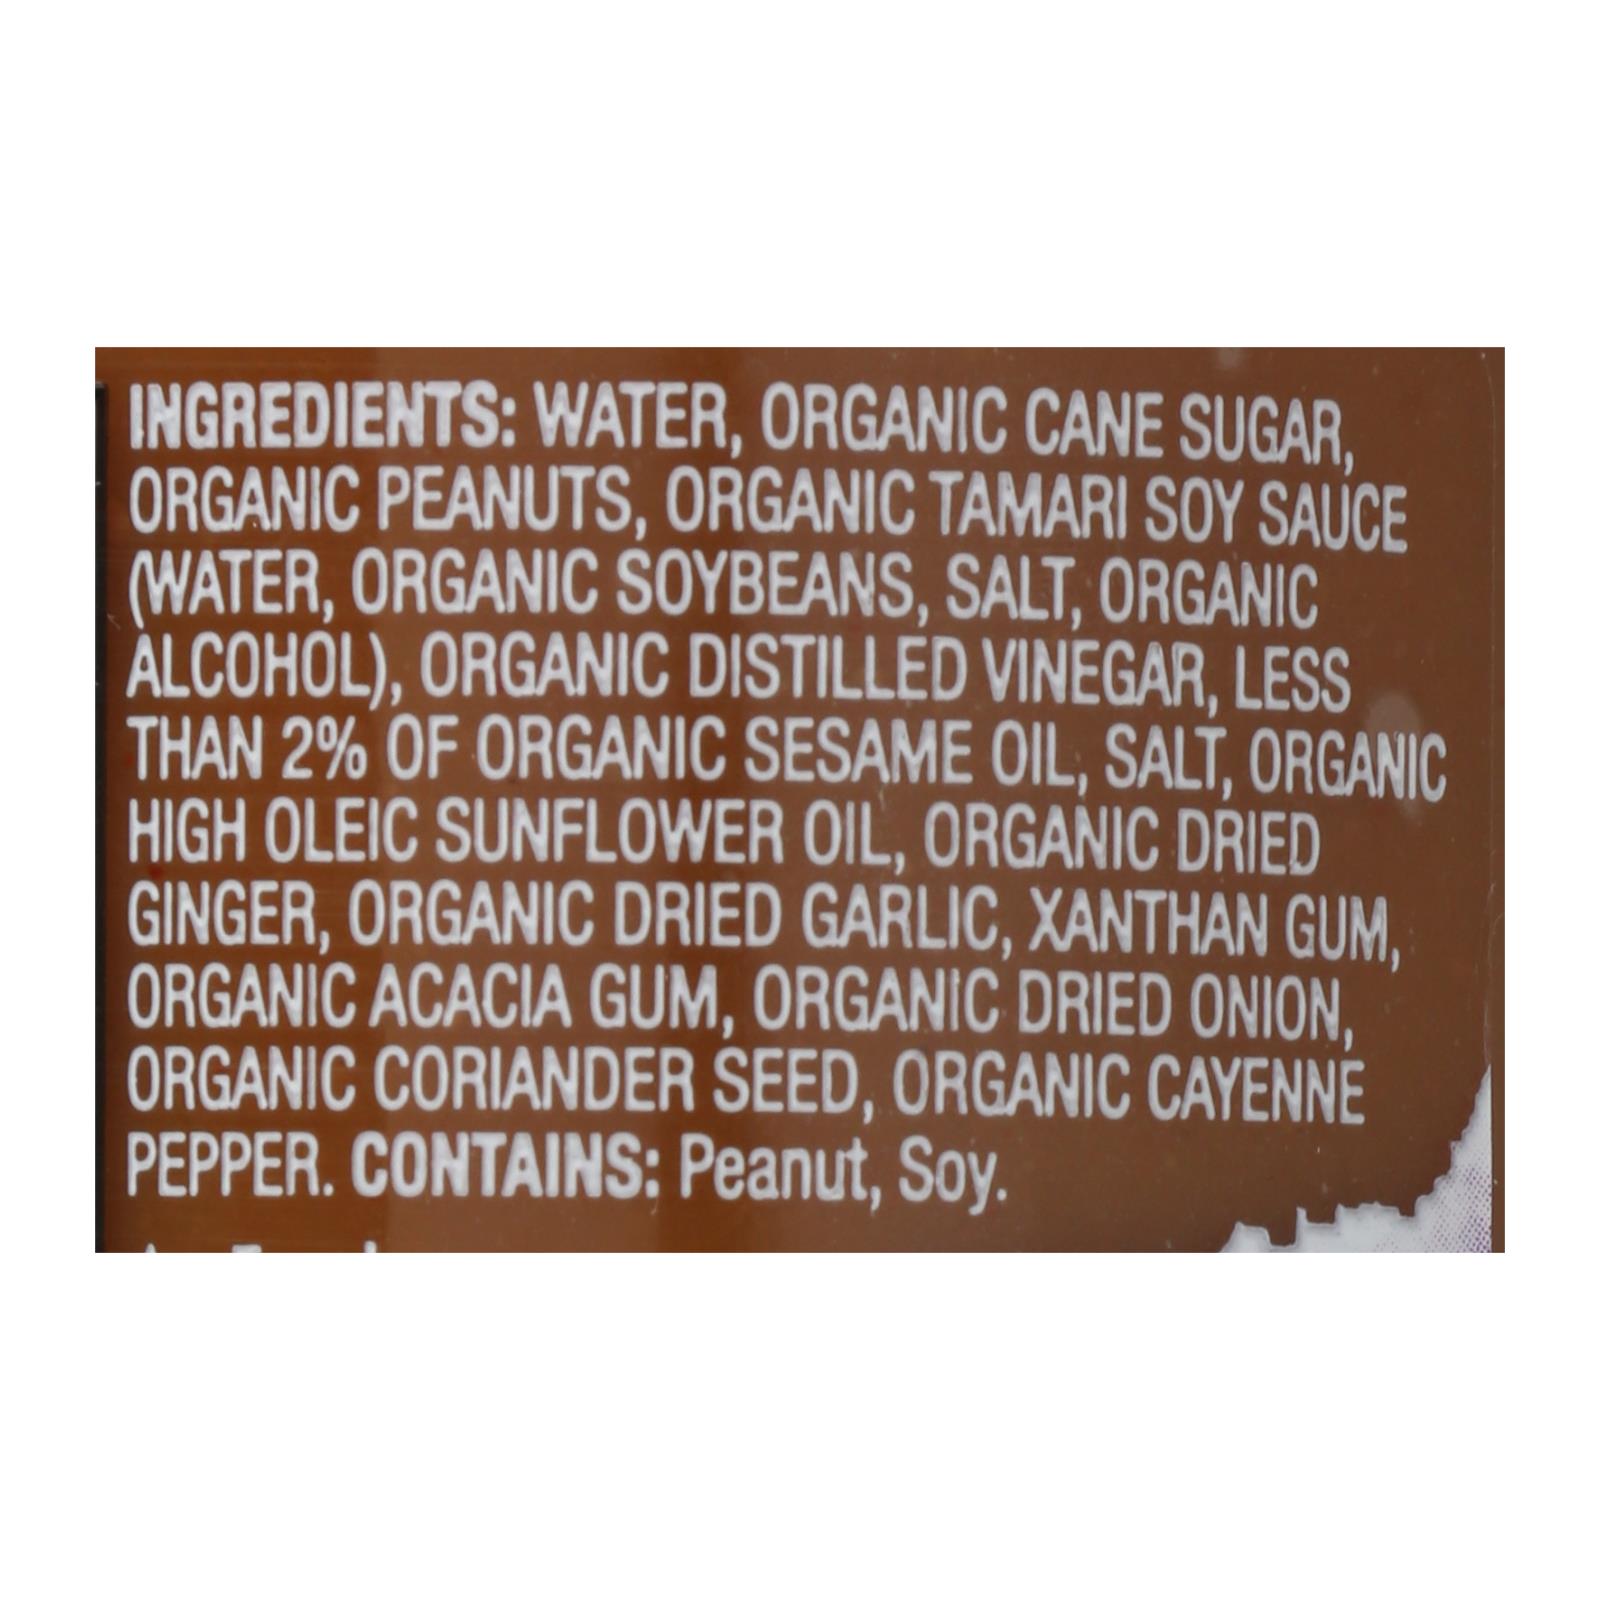 INGREDIENTS: WATER, ORGANIC CANE SUGAR,
ORGANIC PEANUTS, ORGANIC TAMARI SOY SAUCE
(WATER, ORGANIC SOYBEANS, SALT, ORGANIC
ALCOHOL), ORGANIC DISTILLED VINEGAR, LESS
THAN 2% OF ORGANIC SESAME OIL, SALT, ORGANIC
HIGH OLEIC SUNFLOWER OIL, ORGANIC DRIED
GINGER, ORGANIC DRIED GARLIC, XANTHAN GUM,
ORGANIC ACACIA GUM, ORGANIC DRIED ONION,
ORGANIC CORIANDER SEED, ORGANIC CAYENNE
PEPPER. CONTAINS: Peanut, Soy.